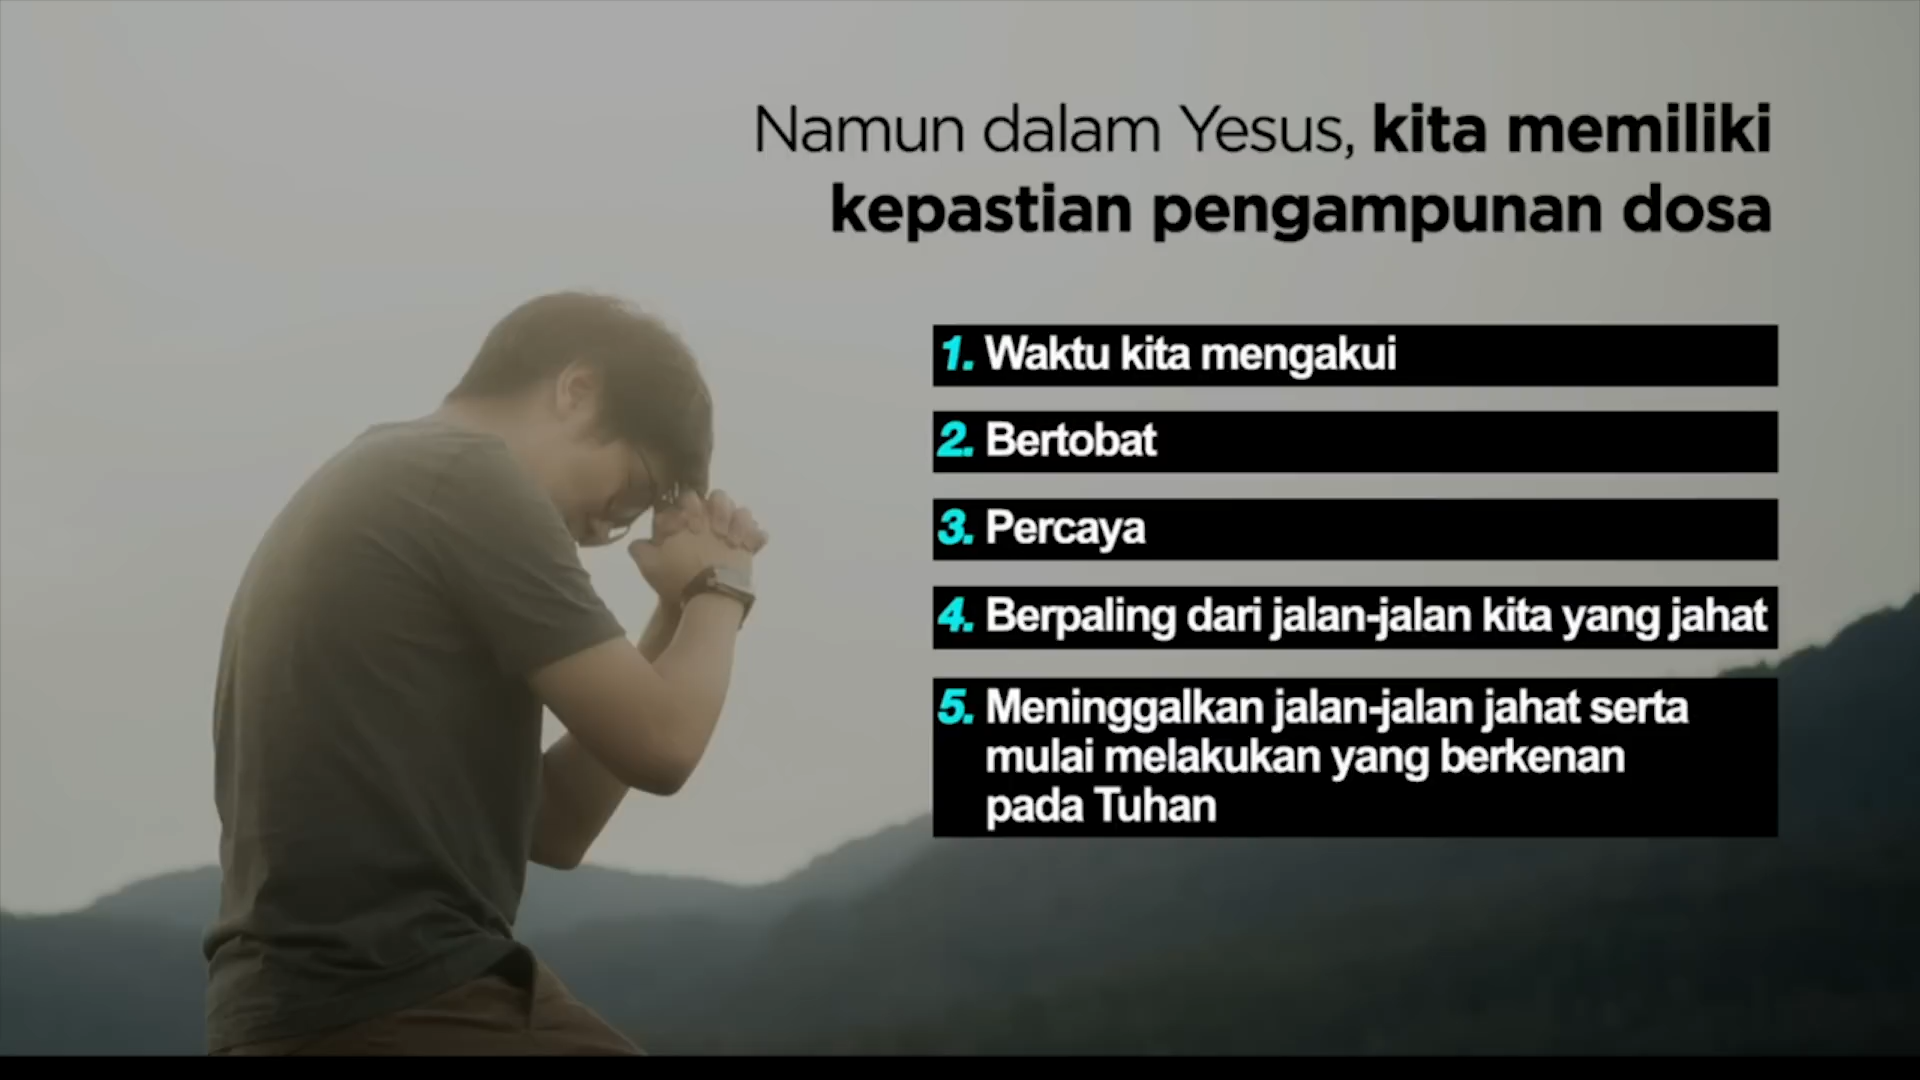 Namun dalam Yesus, kita memiliki
kepastian pengampunan dosa
1. Waktu kita mengakui
2. Bertobat
3. Percaya
4. Berpaling dari jalan-jalan kita yang jahat
5. Meninggalkan jalan-jalan jahat serta
mulai melakukan yang berkenan
pada Tuhan